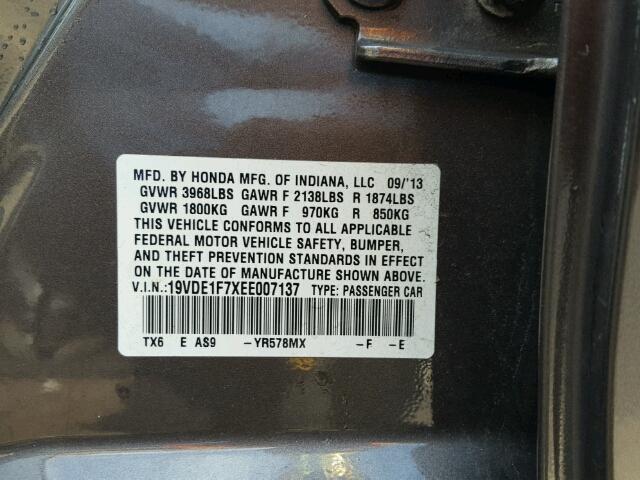 MFD. BY HONDA MFG. OF INDIANA, LLC 09/'13
GVWR 3968LBS GAWR F 2138LBS R 1874LBS
GVWR 1800KG GAWR F 970KG R 850KG
THIS VEHICLE CONFORMS TO ALL APPLICABLE
FEDERAL MOTOR VEHICLE SAFETY, BUMPER,
AND THEFT PREVENTION STANDARDS IN EFFECT
ON THE DATE OF MANUFACTURE SHOWN ABOVE.
V.I.N.:19VDE1F7XEE007137 TYPE: PASSENGER CAR
TX6 E AS9 -YR578MX -F -E